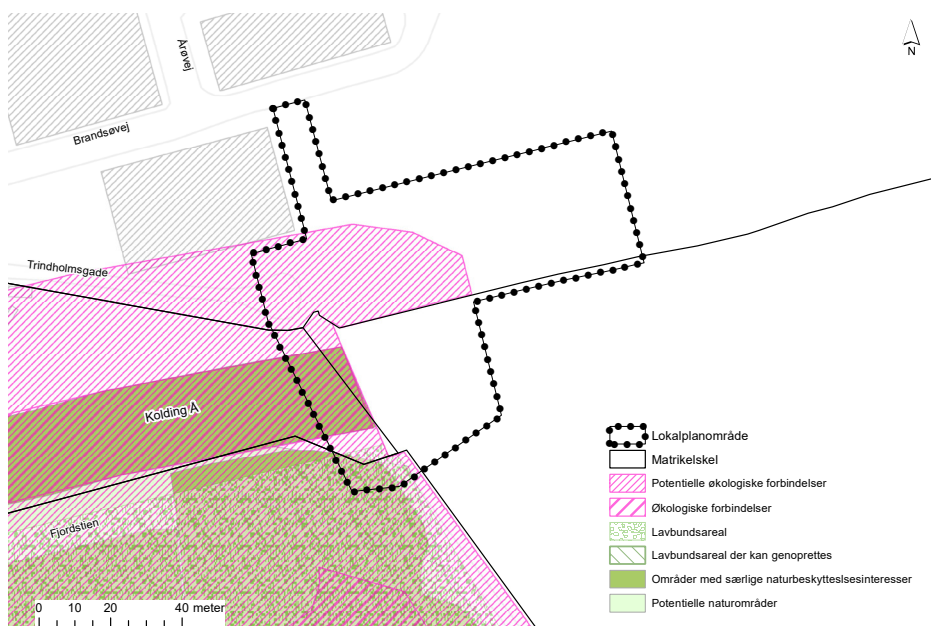 Årøvej
N
Brandsøvej
Trindholmsgade
Kolding Å
Fjordstien
Lokalplanområde
Matrikelskel
Potentielle økologiske forbindelser
Økologiske forbindelser
Lavbundsareal
Lavbundsareal der kan genoprettes
Områder med særlige naturbeskytteslsesinteresser
Potentielle naturområder
0 10 20 40 meter